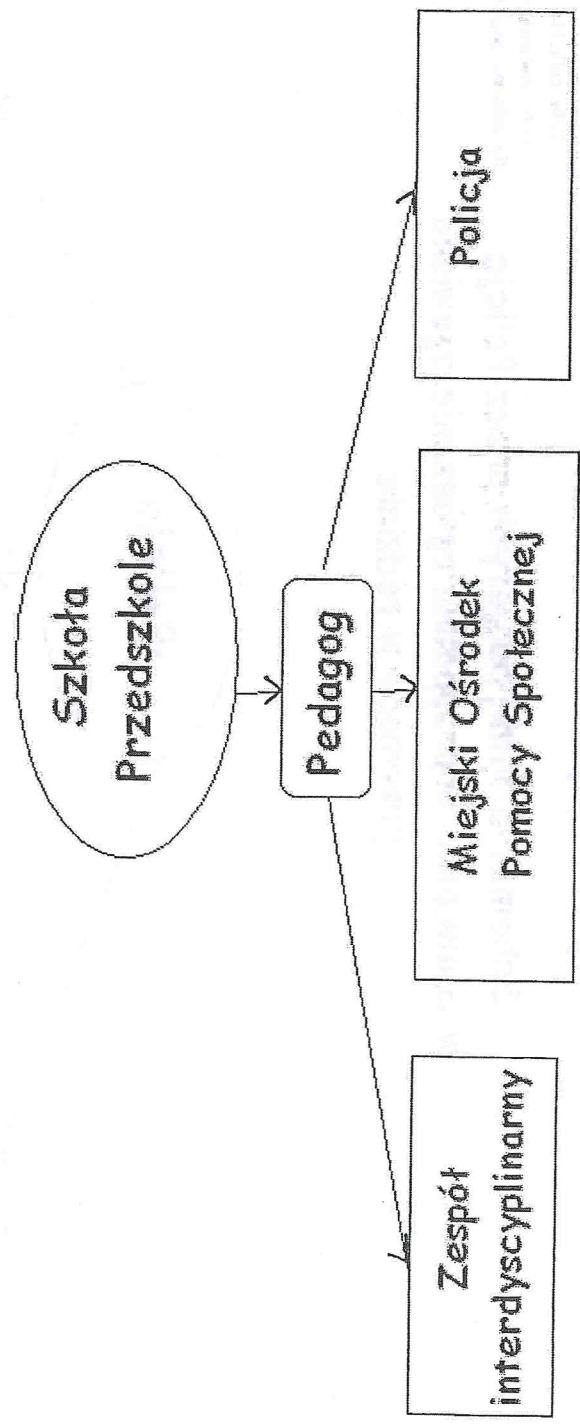 Szkoła
Przedszkole
Pedagog
Zespół
interdyscyplinarny
Miejski Ośrodek
Pomocy Społecznej
Policja